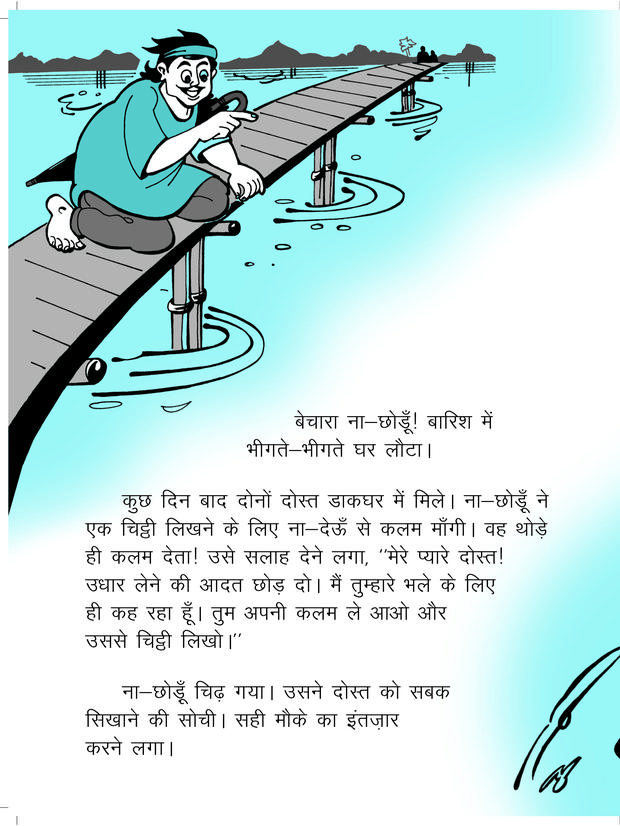 बेचारा ना–छोड़ूँ! बारिश में
भीगते–भीगते घर लौटा।
कुछ दिन बाद दोनों दोस्त डाकघर में मिले। ना–छोड़ूँ ने
एक चिट्ठी लिखने के लिए ना–देऊँ से कलम माँगी। वह थोड़े
ही कलम देता! उसे सलाह देने लगा, ″मेरे प्यारे दोस्त!
उधार लेने की आदत छोड़ दो। मैं तुम्हारे भले के लिए
ही कह रहा हूँ। तुम अपनी कलम ले आओ और
उससे चिट्ठी लिखो।″
ना–छोड़ूँ चिढ़ गया। उसने दोस्त को सबक
सिखाने की सोची। सही मौके का इंतज़ार
करने लगा।